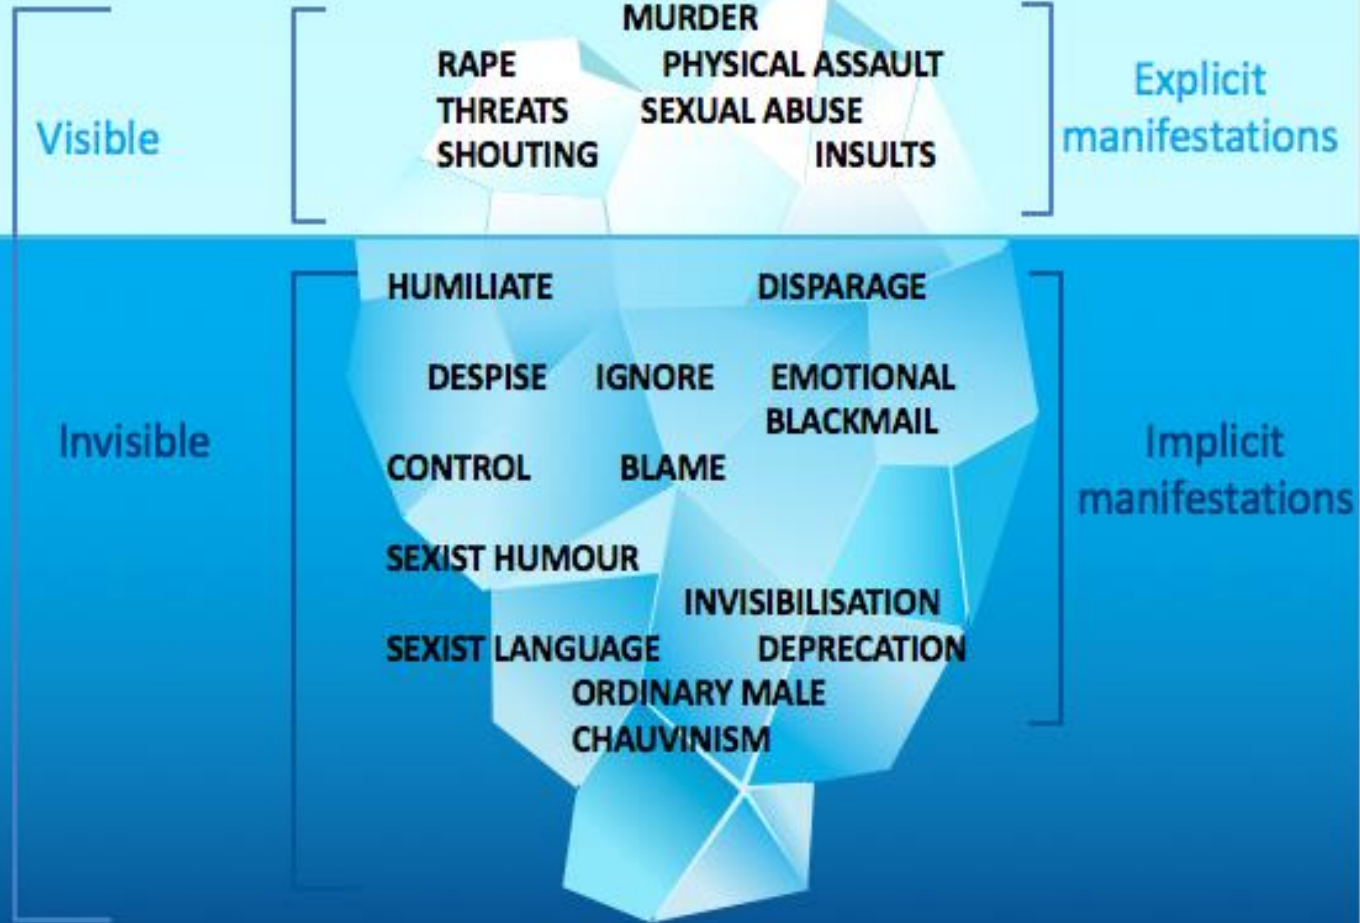 MURDER
RAPE PHYSICAL ASSAULT
THREATS SEXUAL ABUSE
SHOUTING INSULTS
Visible
Explicit
manifestations
HUMILIATE DISPARAGE
DESPISE IGNORE EMOTIONAL
BLACKMAIL
CONTROL BLAME
SEXIST HUMOUR
INVISIBILISATION
SEXIST LANGUAGE DEPRECATION
ORDINARY MALE
CHAUVINISM
Invisible
Implicit
manifestations